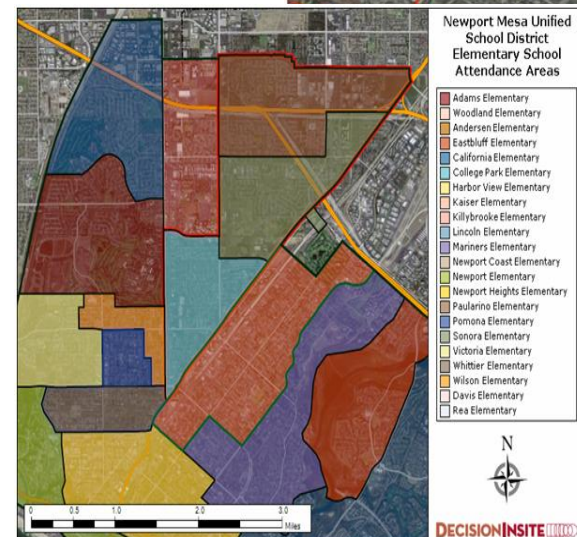 Newport Mesa Unified
School District
Elementary School
Attendance Areas
Adams Elementary
Woodland Elementary
Andersen Elementary
Eastbluff Elementary
California Elementary
College Park Elementary
Harbor View Elementary
Kaiser Elementary
Killybrooke Elementary
Lincoln Elementary
Mariners Elementary
Newport Coast Elementary
Newport Elementary
Newport Heights Elementary
Paularino Elementary
Pomona Elementary
Sonora Elementary
Victoria Elementary
Whittier Elementary
Wilson Elementary
Davis Elementary
Rea Elementary
N
0 0.5 1.0 2.0 3.0
Miles
DECISIONINSITE